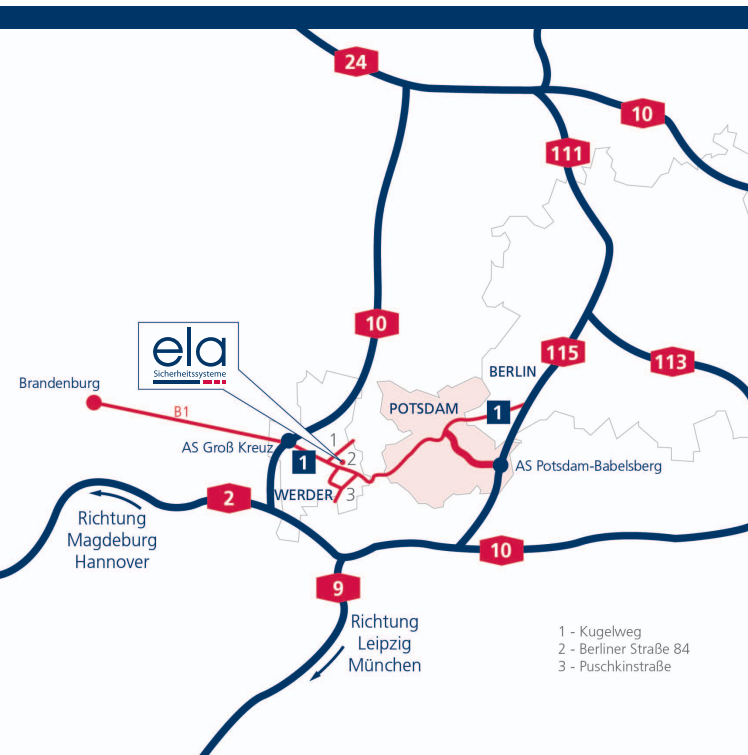 24
10
111
10
ela
Sicherheitssysteme
115
113
BERLIN
Brandenburg
B1
POTSDAM
1
AS Groß Kreuz
1
1
2
AS Potsdam-Babelsberg
WERDER
3
2
Richtung
Magdeburg
Hannover
10
9
Richtung
Leipzig
München
1 - Kugelweg
2 - Berliner Straße 84
3 - Puschkinstraße